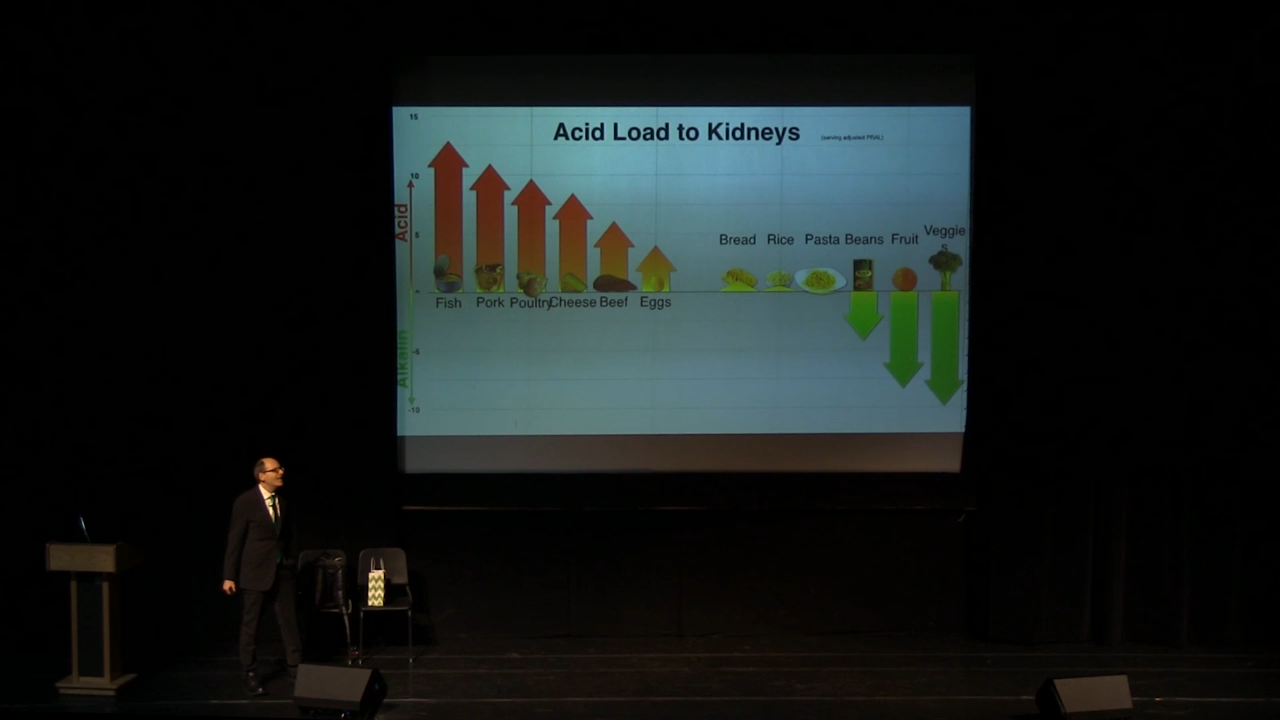 15
Acid Load to Kidneys (serving adjusted PRAL)
10
Acid
5
Bread Rice Pasta Beans Fruit Veggie
s
Fish Pork Poultry Cheese Beef Eggs
-5
Alkalin
-10